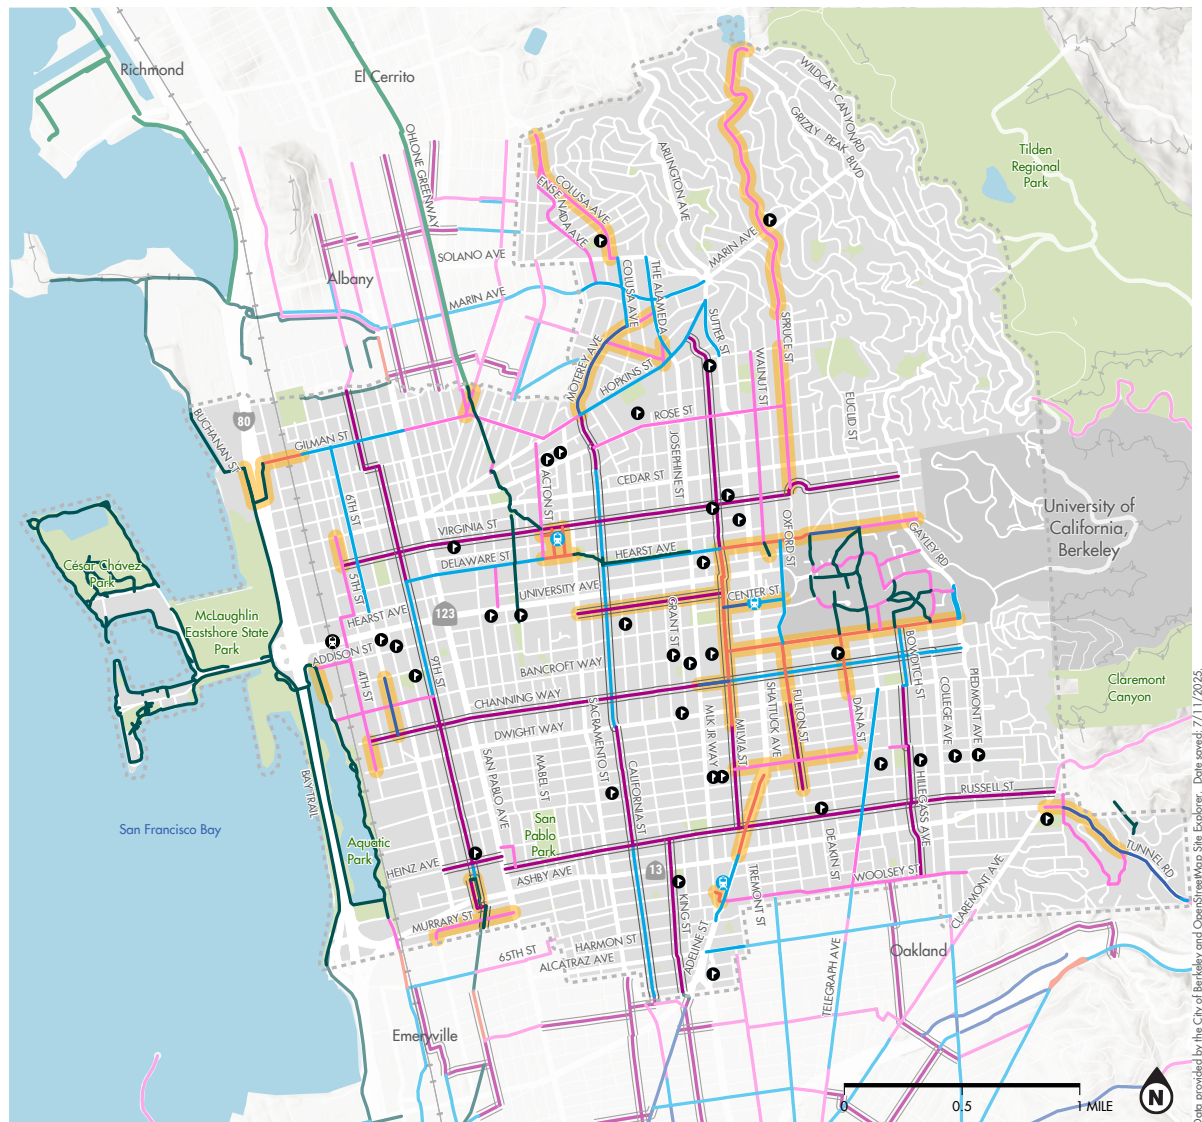 Richmond
El Cerrito
WILDCAT CANYON RD
GRIZZLY PEAK BLVD
Tilden
Regional
Park
OHLONE GREENWAY
ARLINGTON AVE
COLUSA AVE
ENSENADA AVE
MARIN AVE
SOLANO AVE
Albany
MARIN AVE
COLUSA AVE
THE ALAMEDA
SUTTER ST
SPRUCE ST
WALNUT ST
MOTEREY AVE
HOPKINS ST
EUCLID ST
ROSE ST
JOSEPHINE ST
BUCHANAN ST
80
GILMAN ST
CEDAR ST
ACTON ST
6TH ST
VIRGINIA ST
OXFORD ST
University of
California,
Berkeley
GAYLEY RD
DELAWARE ST
HEARST AVE
César Chávez
Park
5TH ST
UNIVERSITY AVE
CENTER ST
McLaughlin
Eastshore State
Park
HEARST AVE
123
GRANT ST
ADDISON ST
4TH ST
9TH ST
BANCROFT WAY
BOWDITCH ST
CHANNING WAY
DWIGHT WAY
SACRAMENTO ST
MLK JR WAY
MILVIA ST
SHATTUCK AVE
FULTON ST
DANA ST
COLLEGE AVE
PIEDMONT AVE
Claremont
Canyon
SAN PABLO AVE
MABEL ST
CALIFORNIA ST
HILLEGASS AVE
RUSSELL ST
BAY TRAIL
San Francisco Bay
San
Pablo
Park
Aquatic
Park
HEINZ AVE
ASHBY AVE
13
DEAKIN ST
TUNNEL RD
WOOLSEY ST
CLAREMONT AVE
TREMONT ST
KING ST
MURRARY ST
ADELINE ST
HARMON ST
65TH ST
ALCATRAZ AVE
Oakland
TELEGRAPH AVE
Emeryville
0
0.5
1 MILE
N
Data provided by the City of Berkeley and OpenStreetMap Site Explorer. Date saved: 7/11/2025.